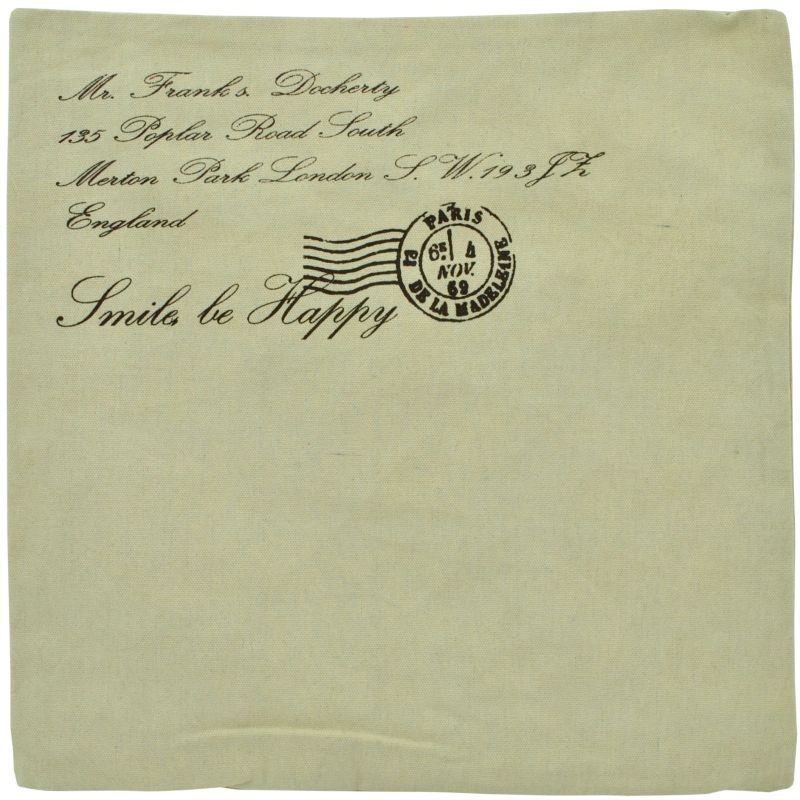 Mr. Frank s. Docherty
135 Poplar Road South
Merton Park London S. W. 19 3 J Z
England
PARIS
6E 4
NOV.
69
DE LA MADELEINE
Smile, be Happy